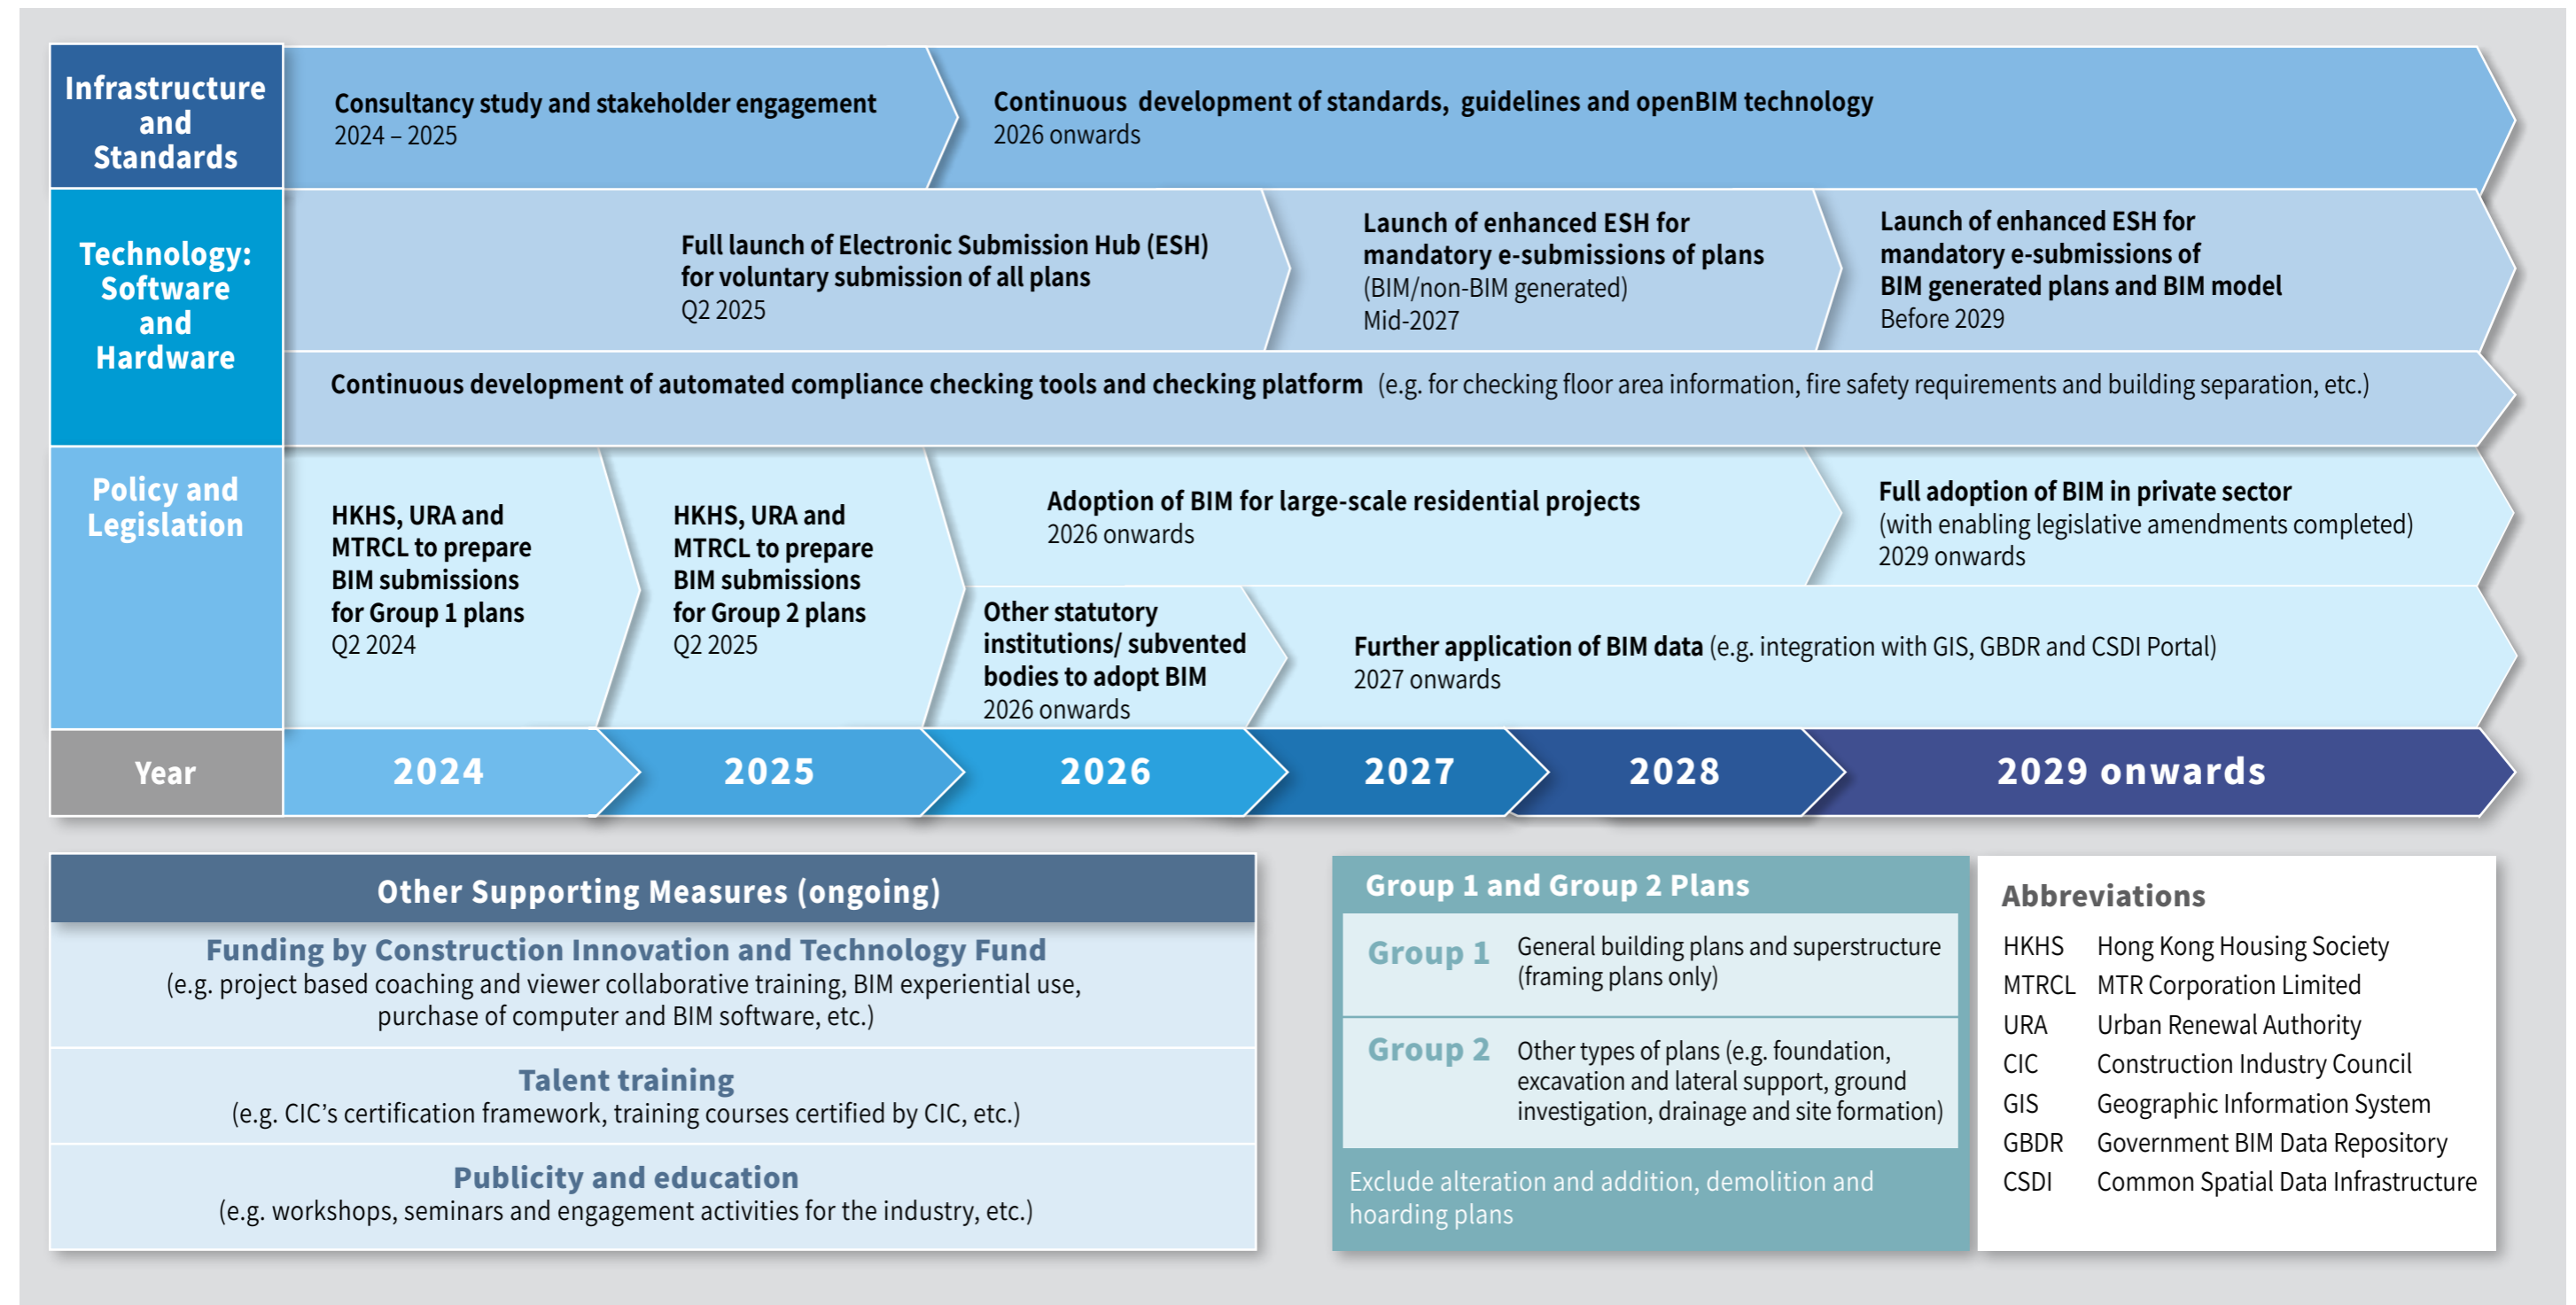 Infrastructure
and
Standards
Consultancy study and stakeholder engagement
2024 – 2025
Continuous development of standards, guidelines and openBIM technology
2026 onwards
Technology:
Software
and
Hardware
Full launch of Electronic Submission Hub (ESH)
for voluntary submission of all plans
Q2 2025
Launch of enhanced ESH for
mandatory e-submissions of plans
(BIM/non-BIM generated)
Mid-2027
Launch of enhanced ESH for
mandatory e-submissions of
BIM generated plans and BIM model
Before 2029
Continuous development of automated compliance checking tools and checking platform (e.g. for checking floor area information, fire safety requirements and building separation, etc.)
Policy and
Legislation
HKHS, URA and
MTRCL to prepare
BIM submissions
for Group 1 plans
Q2 2024
HKHS, URA and
MTRCL to prepare
BIM submissions
for Group 2 plans
Q2 2025
Adoption of BIM for large-scale residential projects
2026 onwards
Full adoption of BIM in private sector
(with enabling legislative amendments completed)
2029 onwards
Other statutory
institutions/ subvented
bodies to adopt BIM
2026 onwards
Further application of BIM data (e.g. integration with GIS, GBDR and CSDI Portal)
2027 onwards
Year
2024
2025
2026
2027
2028
2029 onwards
Other Supporting Measures (ongoing)
Funding by Construction Innovation and Technology Fund
(e.g. project based coaching and viewer collaborative training, BIM experiential use,
purchase of computer and BIM software, etc.)
Talent training
(e.g. CIC’s certification framework, training courses certified by CIC, etc.)
Publicity and education
(e.g. workshops, seminars and engagement activities for the industry, etc.)
Group 1 and Group 2 Plans
Group 1 General building plans and superstructure
(framing plans only)
Group 2 Other types of plans (e.g. foundation,
excavation and lateral support, ground
investigation, drainage and site formation)
Exclude alteration and addition, demolition and
hoarding plans
Abbreviations
HKHS Hong Kong Housing Society
MTRCL MTR Corporation Limited
URA Urban Renewal Authority
CIC Construction Industry Council
GIS Geographic Information System
GBDR Government BIM Data Repository
CSDI Common Spatial Data Infrastructure